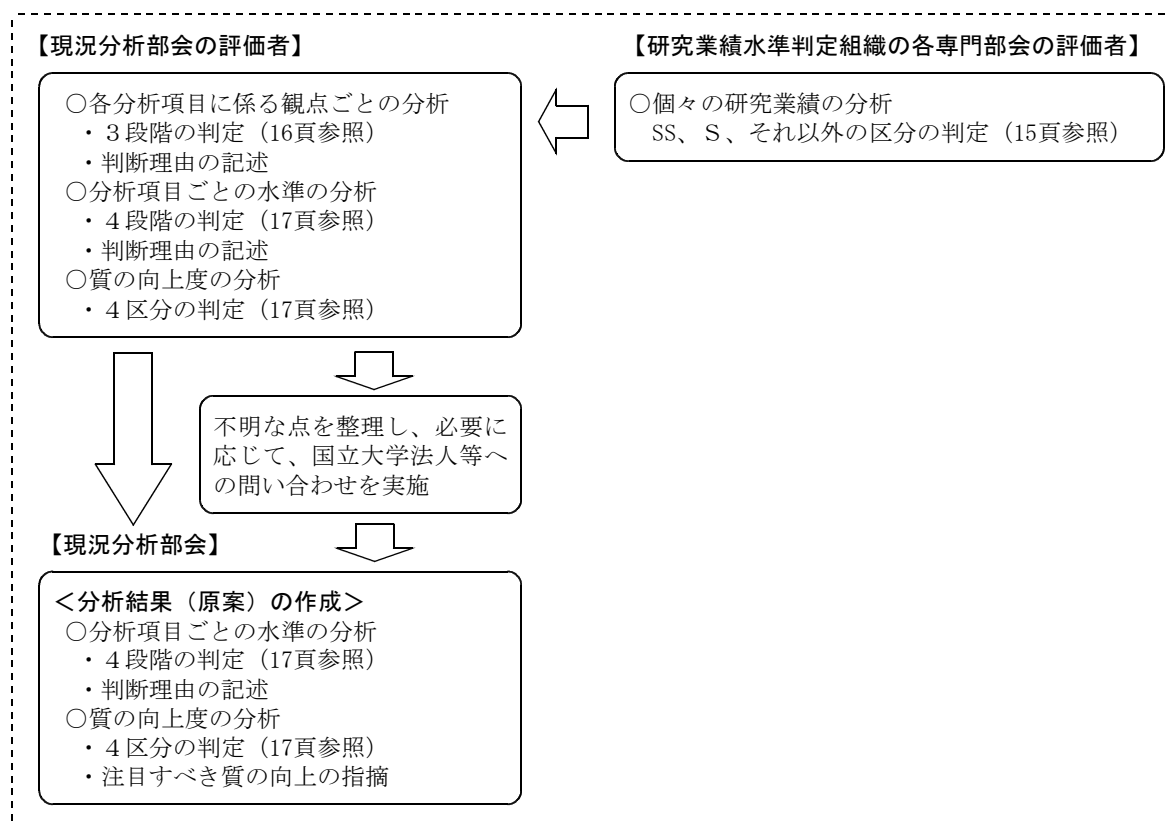 【現況分析部会の評価者】
○各分析項目に係る観点ごとの分析
・３段階の判定（16頁参照）
・判断理由の記述
○分析項目ごとの水準の分析
・４段階の判定（17頁参照）
・判断理由の記述
○質の向上度の分析
・４区分の判定（17頁参照）
【研究業績水準判定組織の各専門部会の評価者】
○個々の研究業績の分析
SS、Ｓ、それ以外の区分の判定（15頁参照）
不明な点を整理し、必要に
応じて、国立大学法人等へ
の問い合わせを実施
【現況分析部会】
＜分析結果（原案）の作成＞
○分析項目ごとの水準の分析
・４段階の判定（17頁参照）
・判断理由の記述
○質の向上度の分析
・４区分の判定（17頁参照）
・注目すべき質の向上の指摘